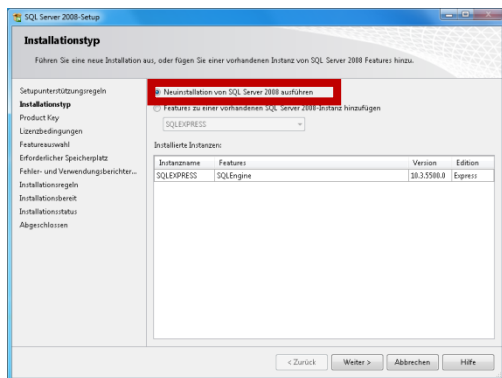 SQL Server 2008-Setup
Installationstyp
Führen Sie eine neue Installation aus, oder fügen Sie einer vorhandenen Instanz von SQL Server 2008 Features hinzu.
Setupunterstützungsregeln
Installationstyp
Product Key
Lizenzbedingungen
Featureauswahl
Erforderlicher Speicherplatz
Fehler- und Verwendungsberichter...
Installationsregeln
Installationsbereit
Installationsstatus
Abgeschlossen
Neuinstallation von SQL Server 2008 ausführen
Features zu einer vorhandenen SQL Server 2008-Instanz hinzufügen
SQLEXPRESS
Installierte Instanzen:
Instanzname Features Version Edition
SQLEXPRESS SQLEngine 10.3.5500.0 Express
< Zurück Weiter > Abbrechen Hilfe